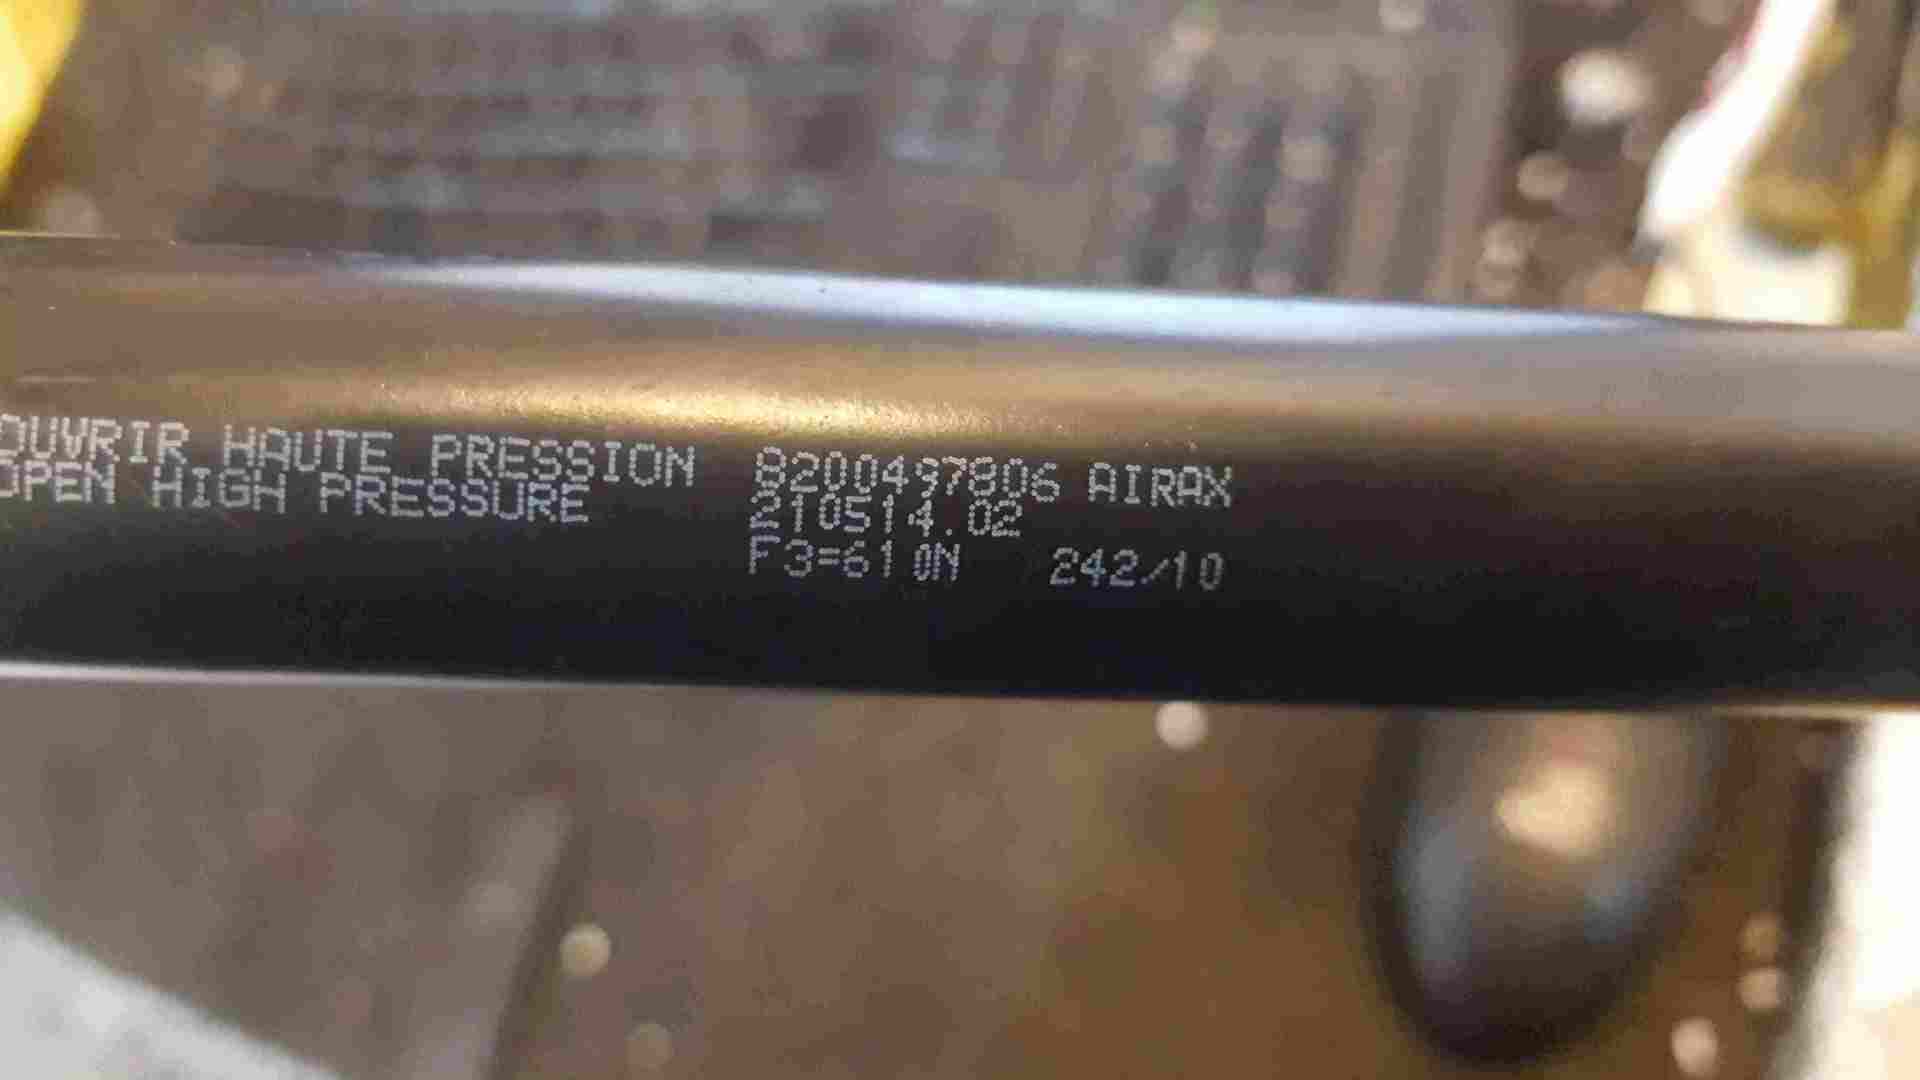 OUVRIR HAUTE PRESSION 8200497806 AIRAX
OPEN HIGH PRESSURE 210514.02
F3=610N 242/10